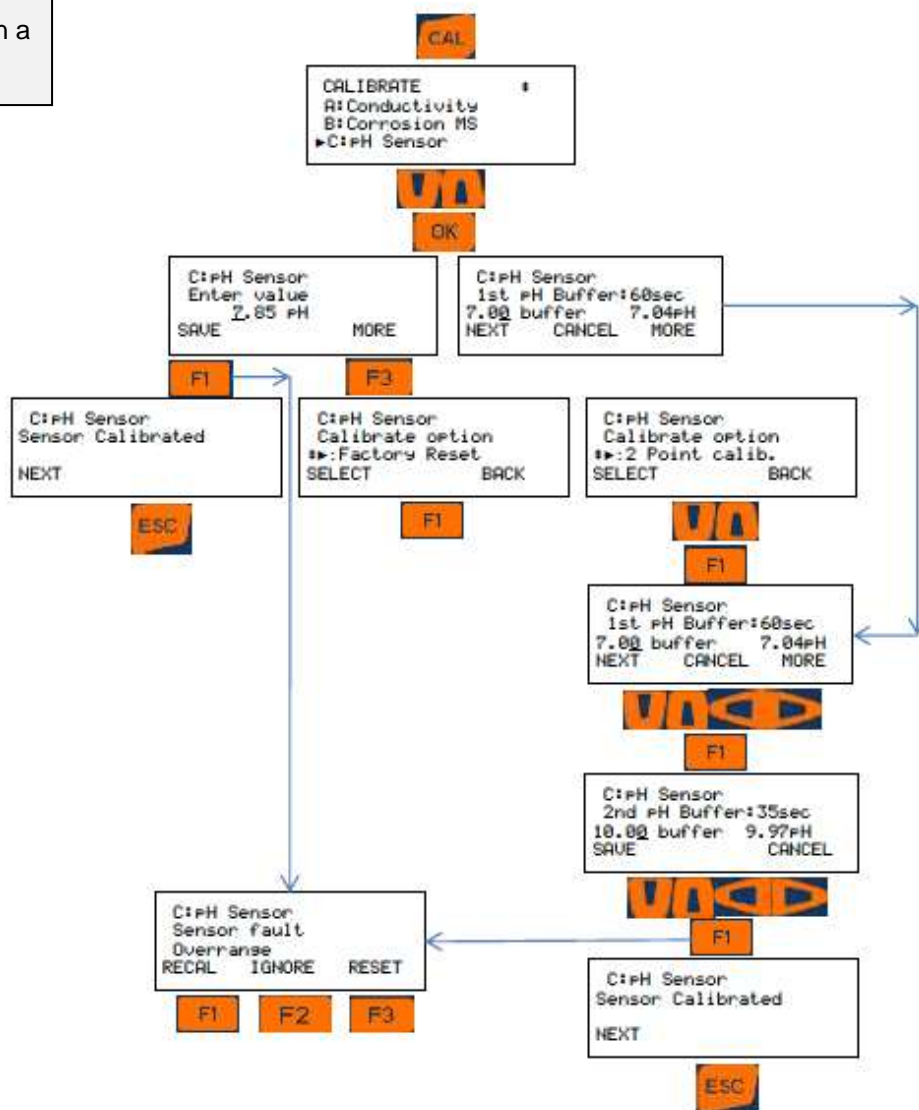 n a
CAL
CALIBRATE
A:Conductivity
B:Corrosion MS
►C:pH Sensor
OK
C:pH Sensor
Enter value
7.85 pH
SAVE MORE
C:pH Sensor
1st pH Buffer:60sec
7.00 buffer 7.04pH
NEXT CANCEL MORE
F1
F3
C:pH Sensor
Sensor Calibrated
NEXT
ESC
C:pH Sensor
Calibrate option
:Factory Reset
SELECT BACK
F1
C:pH Sensor
Calibrate option
:2 Point calib.
SELECT BACK
F1
C:pH Sensor
1st pH Buffer:60sec
7.00 buffer 7.04pH
NEXT CANCEL MORE
F1
C:pH Sensor
2nd pH Buffer:35sec
10.00 buffer 9.97pH
SAVE CANCEL
F1
C:pH Sensor
Sensor fault
Overrange
RECAL IGNORE RESET
F1 F2 F3
C:pH Sensor
Sensor Calibrated
NEXT
ESC